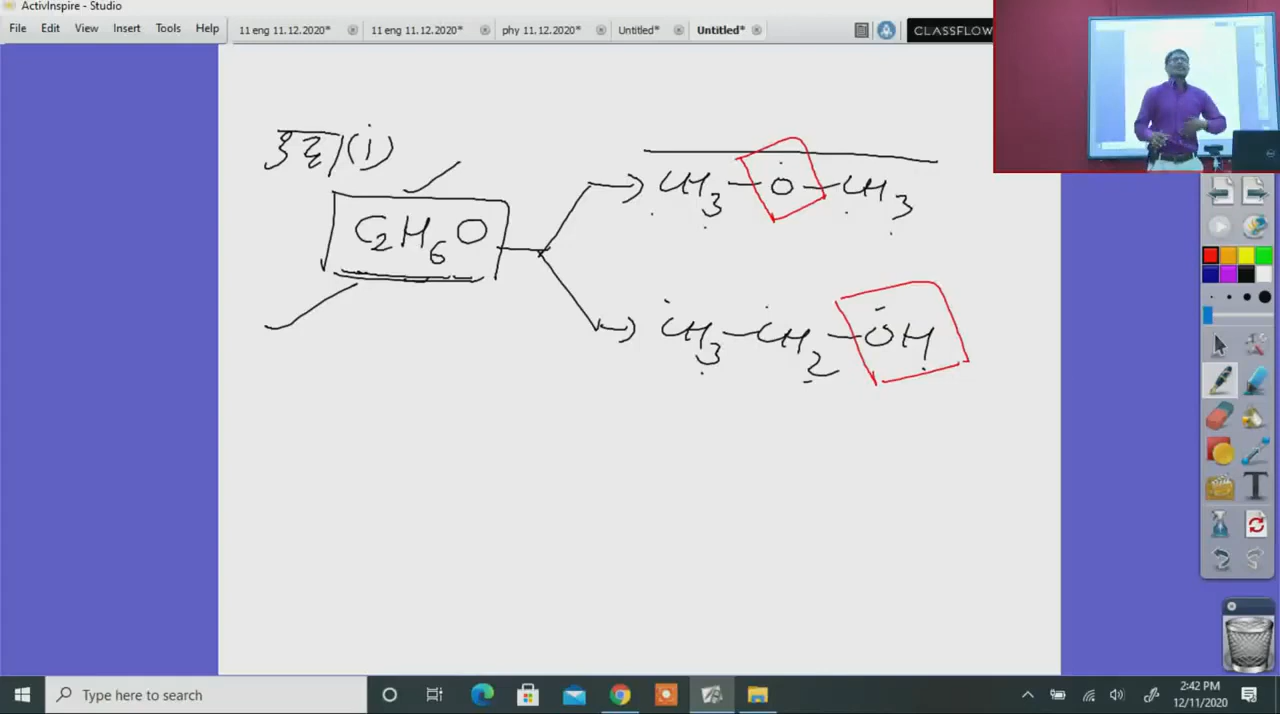 ActivInspire - Studio
File Edit View Insert Tools Help
11 eng 11.12.2020* 11 eng 11.12.2020* phy 11.12.2020* Untitled* Untitled* CLASSFLOW
(i)
C2H6O
CH3-O-CH3
CH3-CH2-OH
T
Type here to search
2:42 PM
12/11/2020